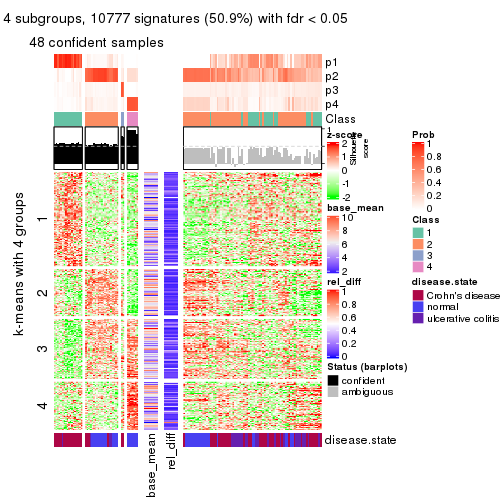 4 subgroups, 10777 signatures (50.9%) with fdr < 0.05
48 confident samples
p1
p2
p3
p4
Class
1
Silhouette
score
k-means with 4 groups
1
2
3
4
base_mean
rel_diff
disease.state
z-score
2
1
0
-1
-2
base_mean
10
8
6
4
2
rel_diff
1
0.8
0.6
0.4
0.2
0
Status (barplots)
confident
ambiguous
Prob
1
0.8
0.6
0.4
0.2
0
Class
1
2
3
4
disease.state
Crohn's disease
normal
ulcerative colitis